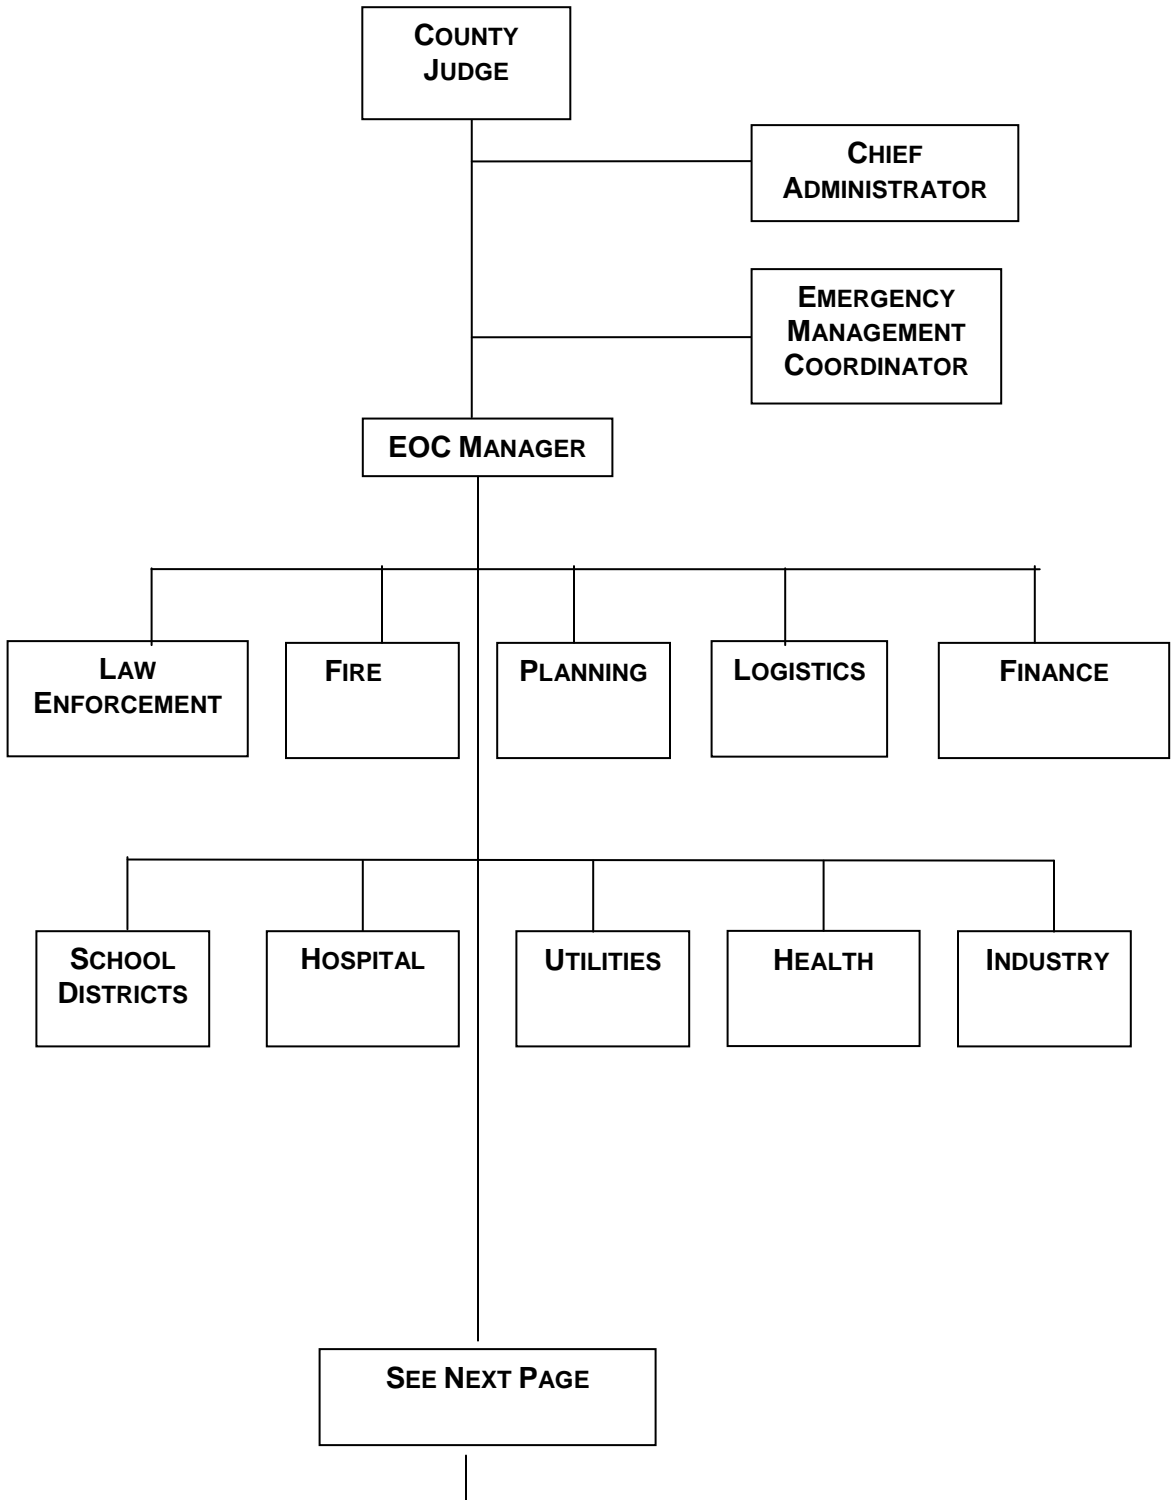 COUNTY
JUDGE
CHIEF
ADMINISTRATOR
EMERGENCY
MANAGEMENT
COORDINATOR
EOC MANAGER
LAW
ENFORCEMENT
FIRE
PLANNING
LOGISTICS
FINANCE
SCHOOL
DISTRICTS
HOSPITAL
UTILITIES
HEALTH
INDUSTRY
SEE NEXT PAGE